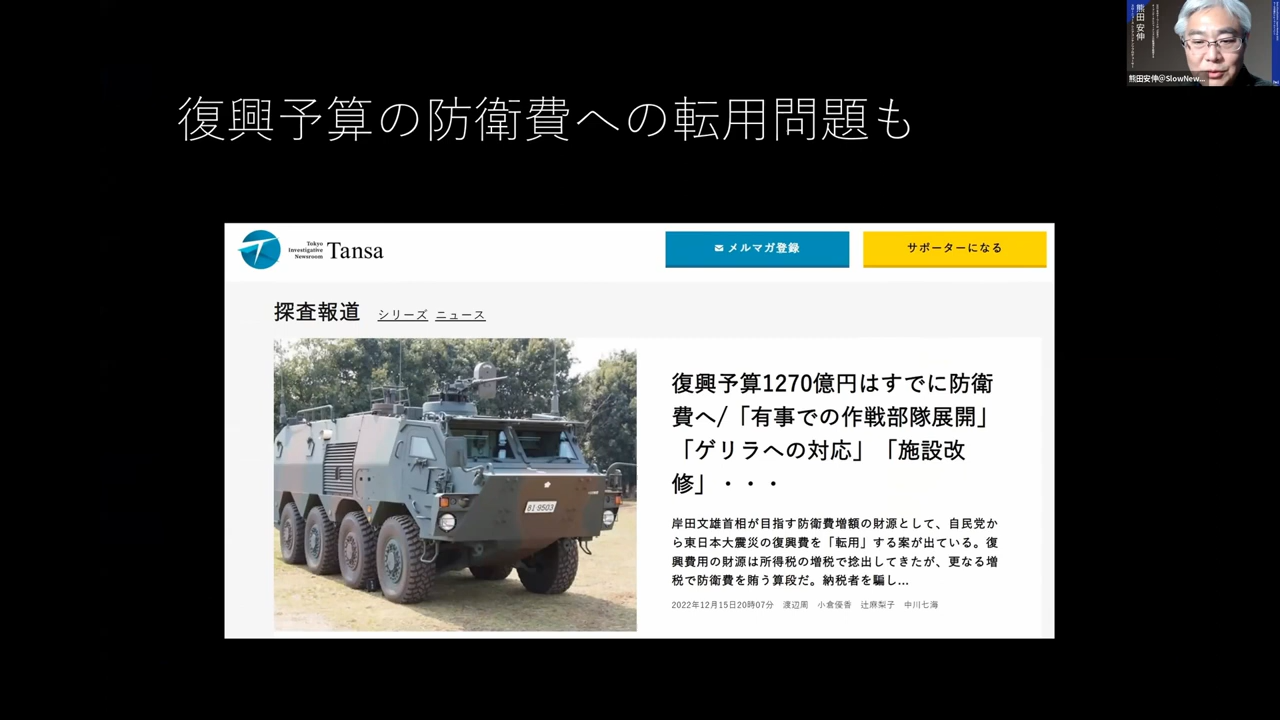 復興予算の防衛費への転用問題も
熊田 安伸
熊田安伸@SlowNew...
Tokyo
Investigative
Newsroom
Tansa
メルマガ登録
サポーターになる
探査報道 シリーズ ニュース
81-9503
復興予算1270億円はすでに防衛
費へ/「有事での作戦部隊展開」
「ゲリラへの対応」「施設改
修」・・・
岸田文雄首相が目指す防衛費増額の財源として、自民党か
ら東日本大震災の復興費を「転用」する案が出ている。復
興費用の財源は所得税の増税で捻出してきたが、更なる増
税で防衛費を賄う算段だ。納税者を騙し...
2022年12月15日20時07分 渡辺周 小倉優香 辻麻梨子 中川七海